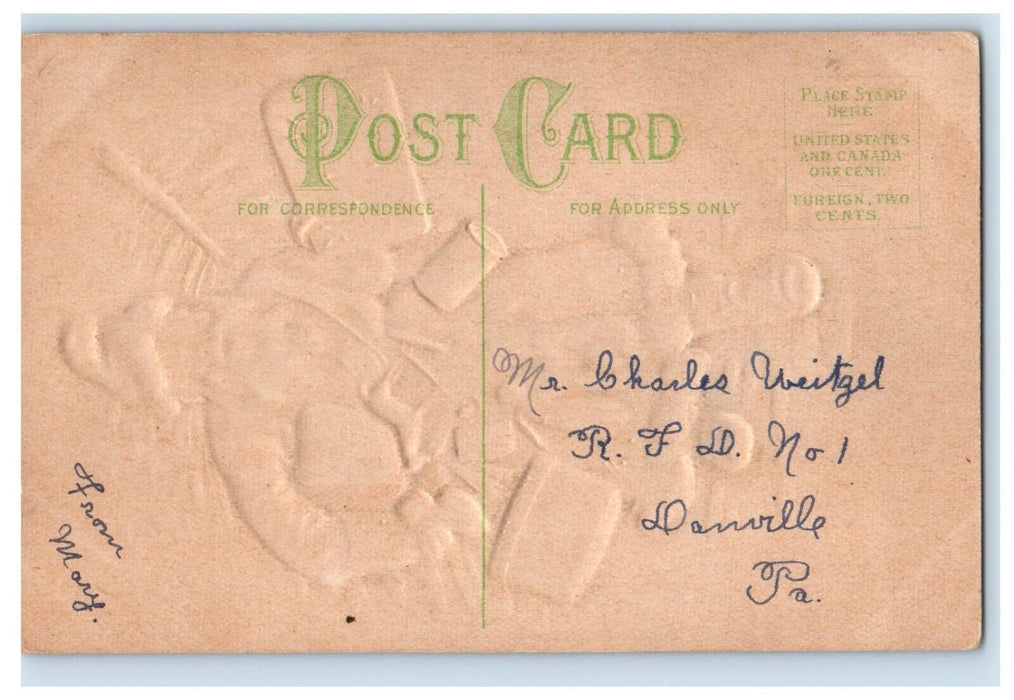 POST CARD
FOR CORRESPONDENCE
FOR ADDRESS ONLY
PLACE STAMP
HERE
UNITED STATES
AND CANADA
ONE CENT.
FOREIGN, TWO
CENTS.
Mr. Charles Weitzel
R. F. D. No 1
Danville
Pa.
From
Mary.